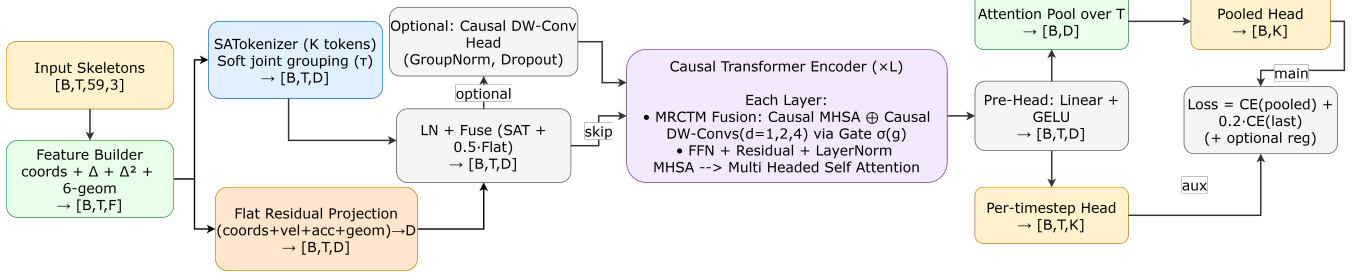 Input Skeletons
[B,T,59,3]
Feature Builder
coords + Δ + Δ² +
6-geom
→ [B,T,F]
SATokenizer (K tokens)
Soft joint grouping (τ)
→ [B,T,D]
Flat Residual Projection
(coords+vel+acc+geom)→D
→ [B,T,D]
Optional: Causal DW-Conv
Head
(GroupNorm, Dropout)
optional
LN + Fuse (SAT +
0.5·Flat)
→ [B,T,D]
skip
Causal Transformer Encoder (×L)
Each Layer:
• MRCTM Fusion: Causal MHSA ⊕ Causal
DW-Convs(d=1,2,4) via Gate σ(g)
• FFN + Residual + LayerNorm
MHSA --> Multi Headed Self Attention
Attention Pool over T
→ [B,D]
Pre-Head: Linear +
GELU
→ [B,T,D]
Per-timestep Head
→ [B,T,K]
Pooled Head
→ [B,K]
main
Loss = CE(pooled) +
0.2·CE(last)
(+ optional reg)
aux